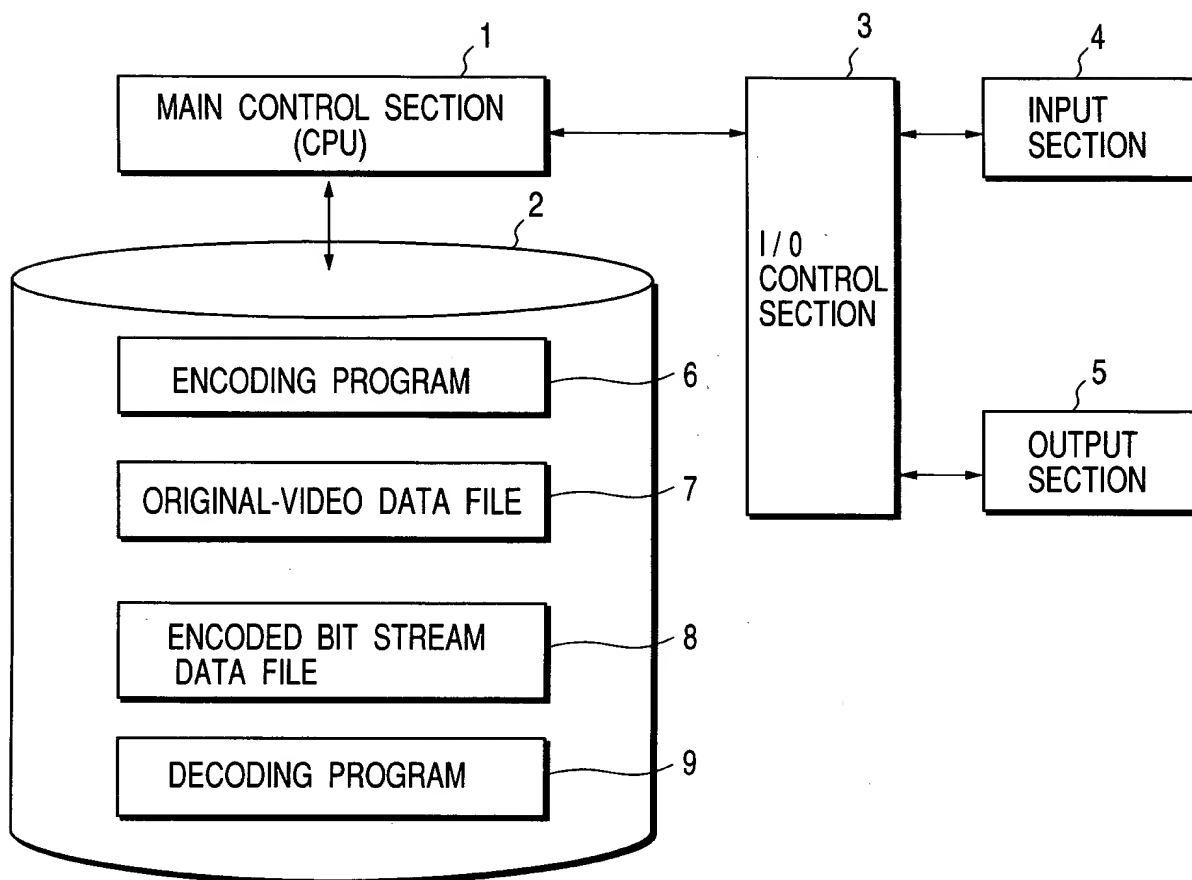 1
MAIN CONTROL SECTION
(CPU)
2
3
I/O
CONTROL
SECTION
4
INPUT
SECTION
5
OUTPUT
SECTION
ENCODING PROGRAM
6
ORIGINAL-VIDEO DATA FILE
7
ENCODED BIT STREAM
DATA FILE
8
DECODING PROGRAM
9